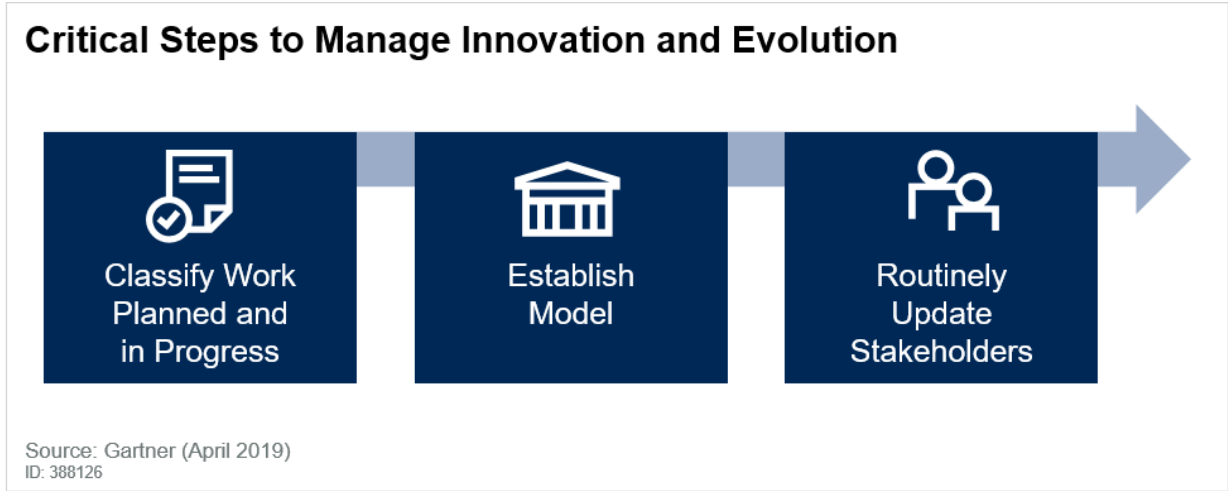 Critical Steps to Manage Innovation and Evolution
Classify Work
Planned and
in Progress
Establish
Model
Routinely
Update
Stakeholders
Source: Gartner (April 2019)
ID: 388126